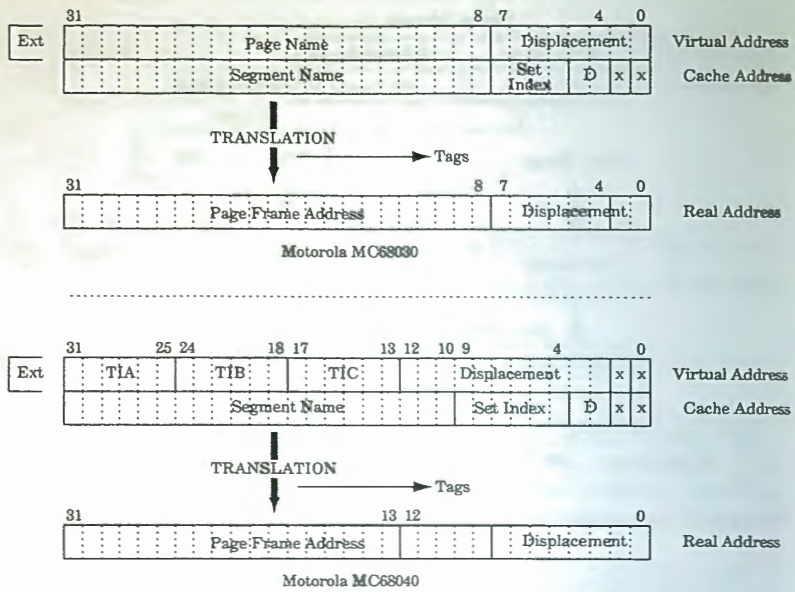 31 8 7 4 0
Ext Page Name Displacement Virtual Address
Segment Name Set Index D x x Cache Address
TRANSLATION
Tags
31 8 7 4 0
Page Frame Address Displacement Real Address
Motorola MC68030
31 25 24 18 17 13 12 10 9 4 0
Ext TIA TIB TIC Displacement x x Virtual Address
Segment Name Set Index D x x Cache Address
TRANSLATION
Tags
31 13 12 0
Page Frame Address Displacement Real Address
Motorola MC68040